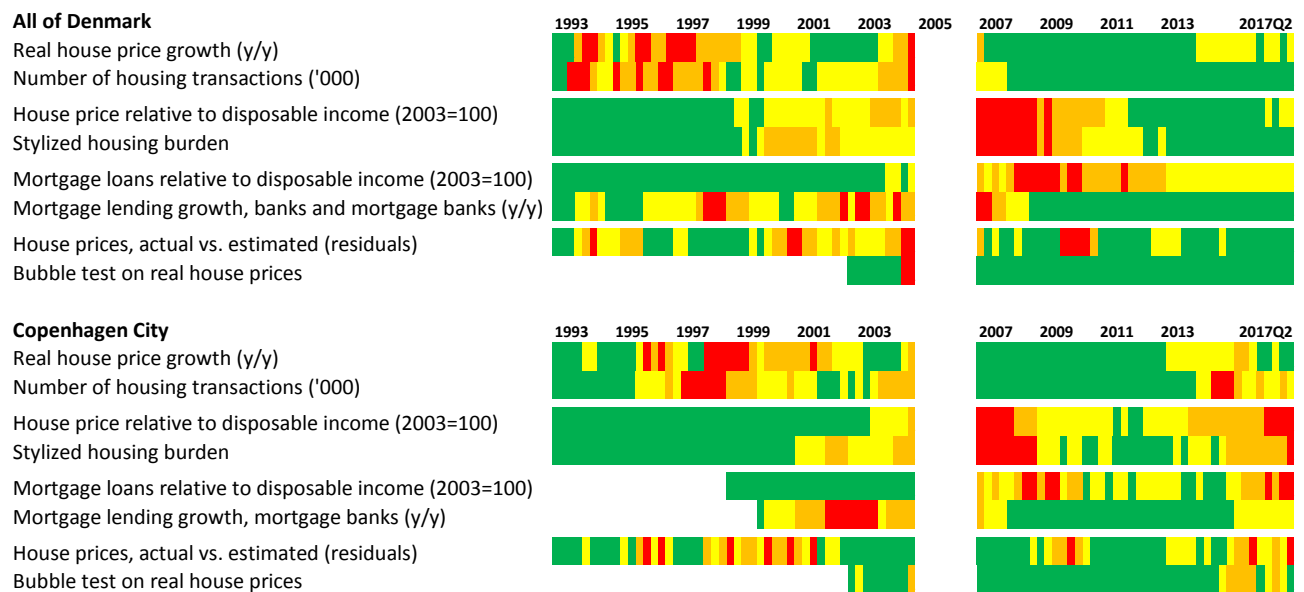 All of Denmark 1993 1995 1997 1999 2001 2003 2005 2007 2009 2011 2013 2017Q2
Real house price growth (y/y)
Number of housing transactions ('000)
House price relative to disposable income (2003=100)
Stylized housing burden
Mortgage loans relative to disposable income (2003=100)
Mortgage lending growth, banks and mortgage banks (y/y)
House prices, actual vs. estimated (residuals)
Bubble test on real house prices
Copenhagen City 1993 1995 1997 1999 2001 2003 2007 2009 2011 2013 2017Q2
Real house price growth (y/y)
Number of housing transactions ('000)
House price relative to disposable income (2003=100)
Stylized housing burden
Mortgage loans relative to disposable income (2003=100)
Mortgage lending growth, mortgage banks (y/y)
House prices, actual vs. estimated (residuals)
Bubble test on real house prices